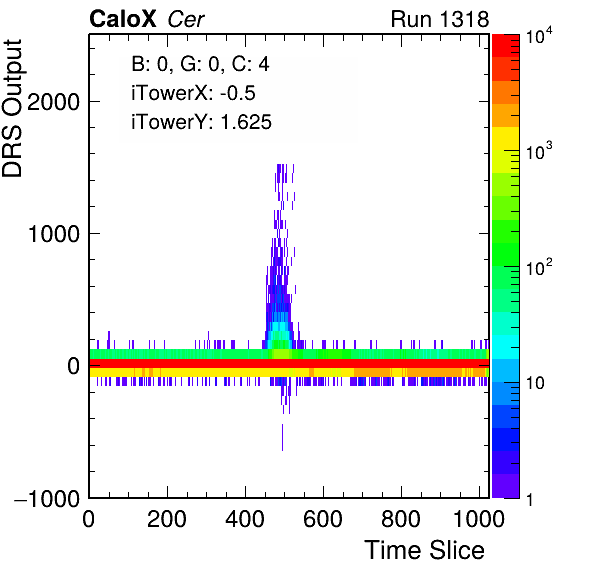 CaloX Cer Run 1318
B: 0, G: 0, C: 4
iTowerX: -0.5
iTowerY: 1.625
DRS Output
2000
1000
0
−1000
0 200 400 600 800 1000
Time Slice
10^4
10^3
10^2
10
1